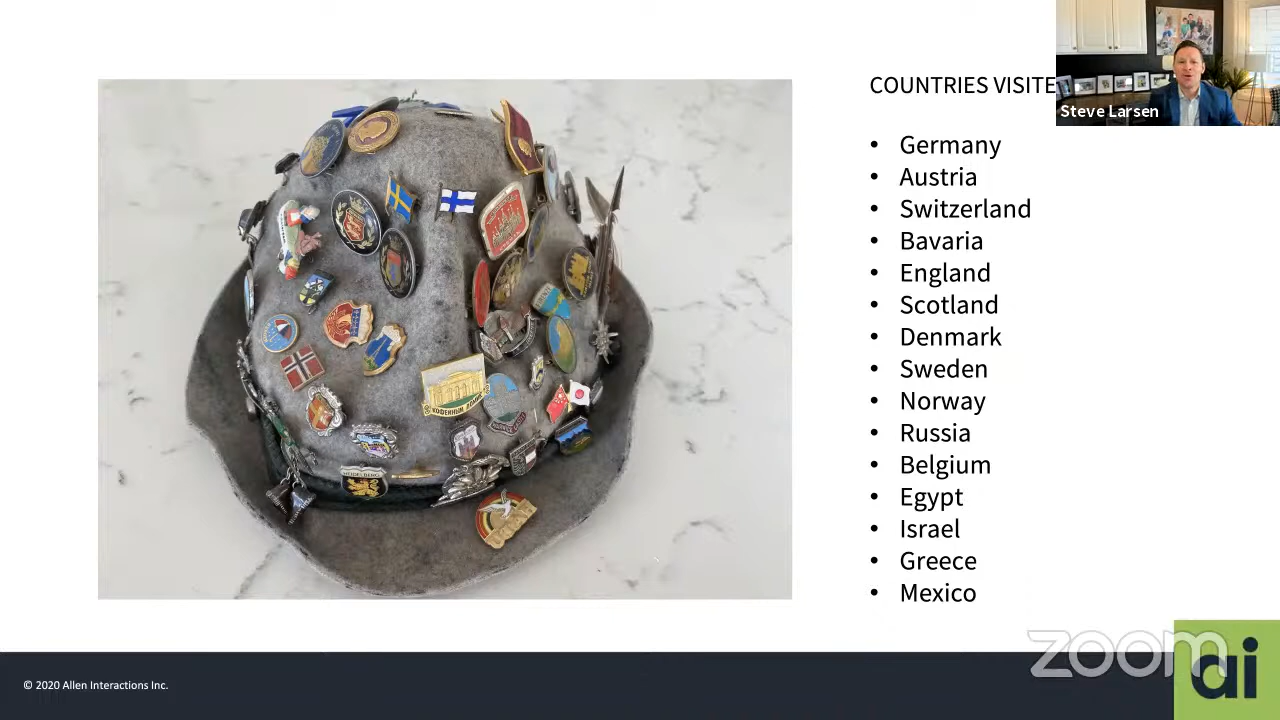 COUNTRIES VISITE
Steve Larsen
• Germany
• Austria
• Switzerland
• Bavaria
• England
• Scotland
• Denmark
• Sweden
• Norway
• Russia
• Belgium
• Egypt
• Israel
• Greece
• Mexico
HEIDELBERG
zoom
ai
© 2020 Allen Interactions Inc.